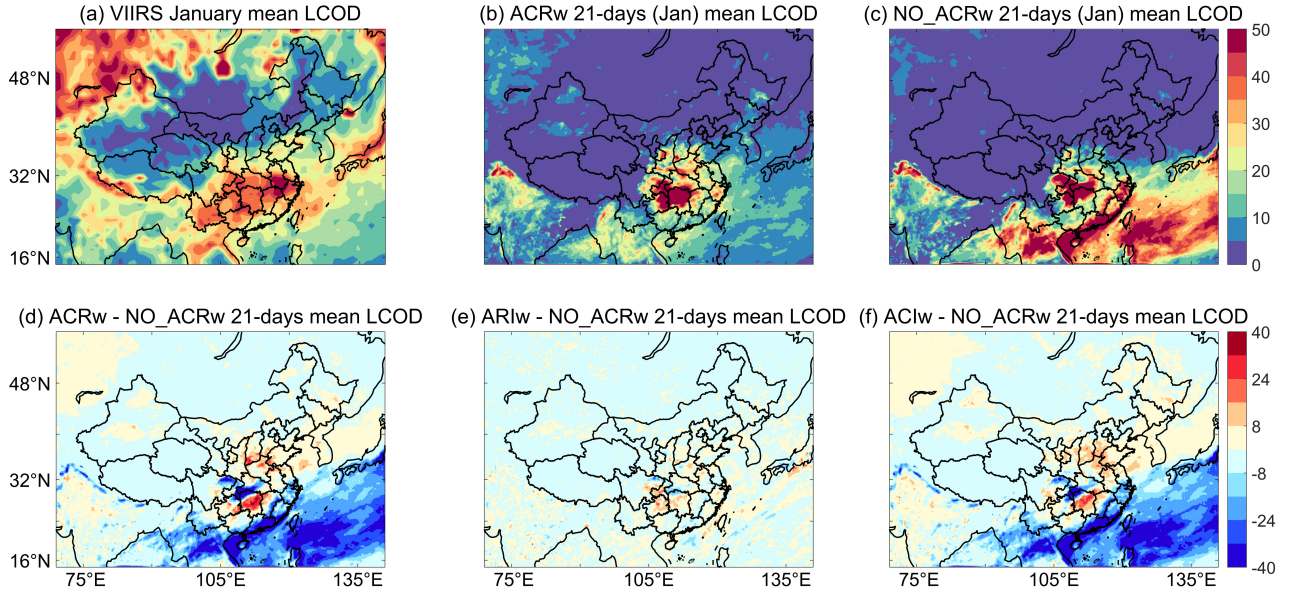 (a) VIIRS January mean LCOD
(b) ACRw 21-days (Jan) mean LCOD
(c) NO_ACRw 21-days (Jan) mean LCOD
48°N
32°N
16°N
50
40
30
20
10
0
(d) ACRw - NO_ACRw 21-days mean LCOD
(e) ARIw - NO_ACRw 21-days mean LCOD
(f) ACIw - NO_ACRw 21-days mean LCOD
48°N
32°N
16°N
40
24
8
-8
-24
-40
75°E 105°E 135°E
75°E 105°E 135°E
75°E 105°E 135°E